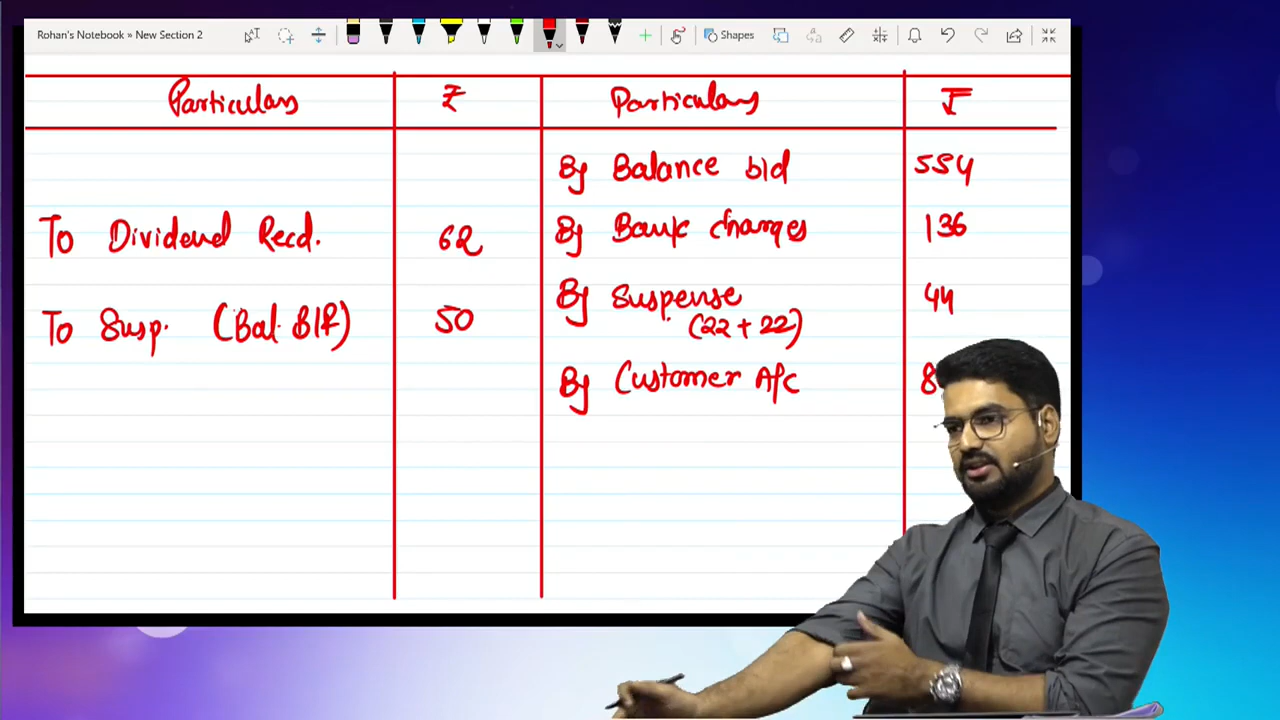 Rohan's Notebook » New Section 2
Shapes
Particulars ₹ Particulars ₹
By Balance b/d 554
To Dividend Recd. 62 By Bank charges 136
To Susp. (Bal. B/F) 50 By Suspense 44
(22 + 22)
By Customer A/c